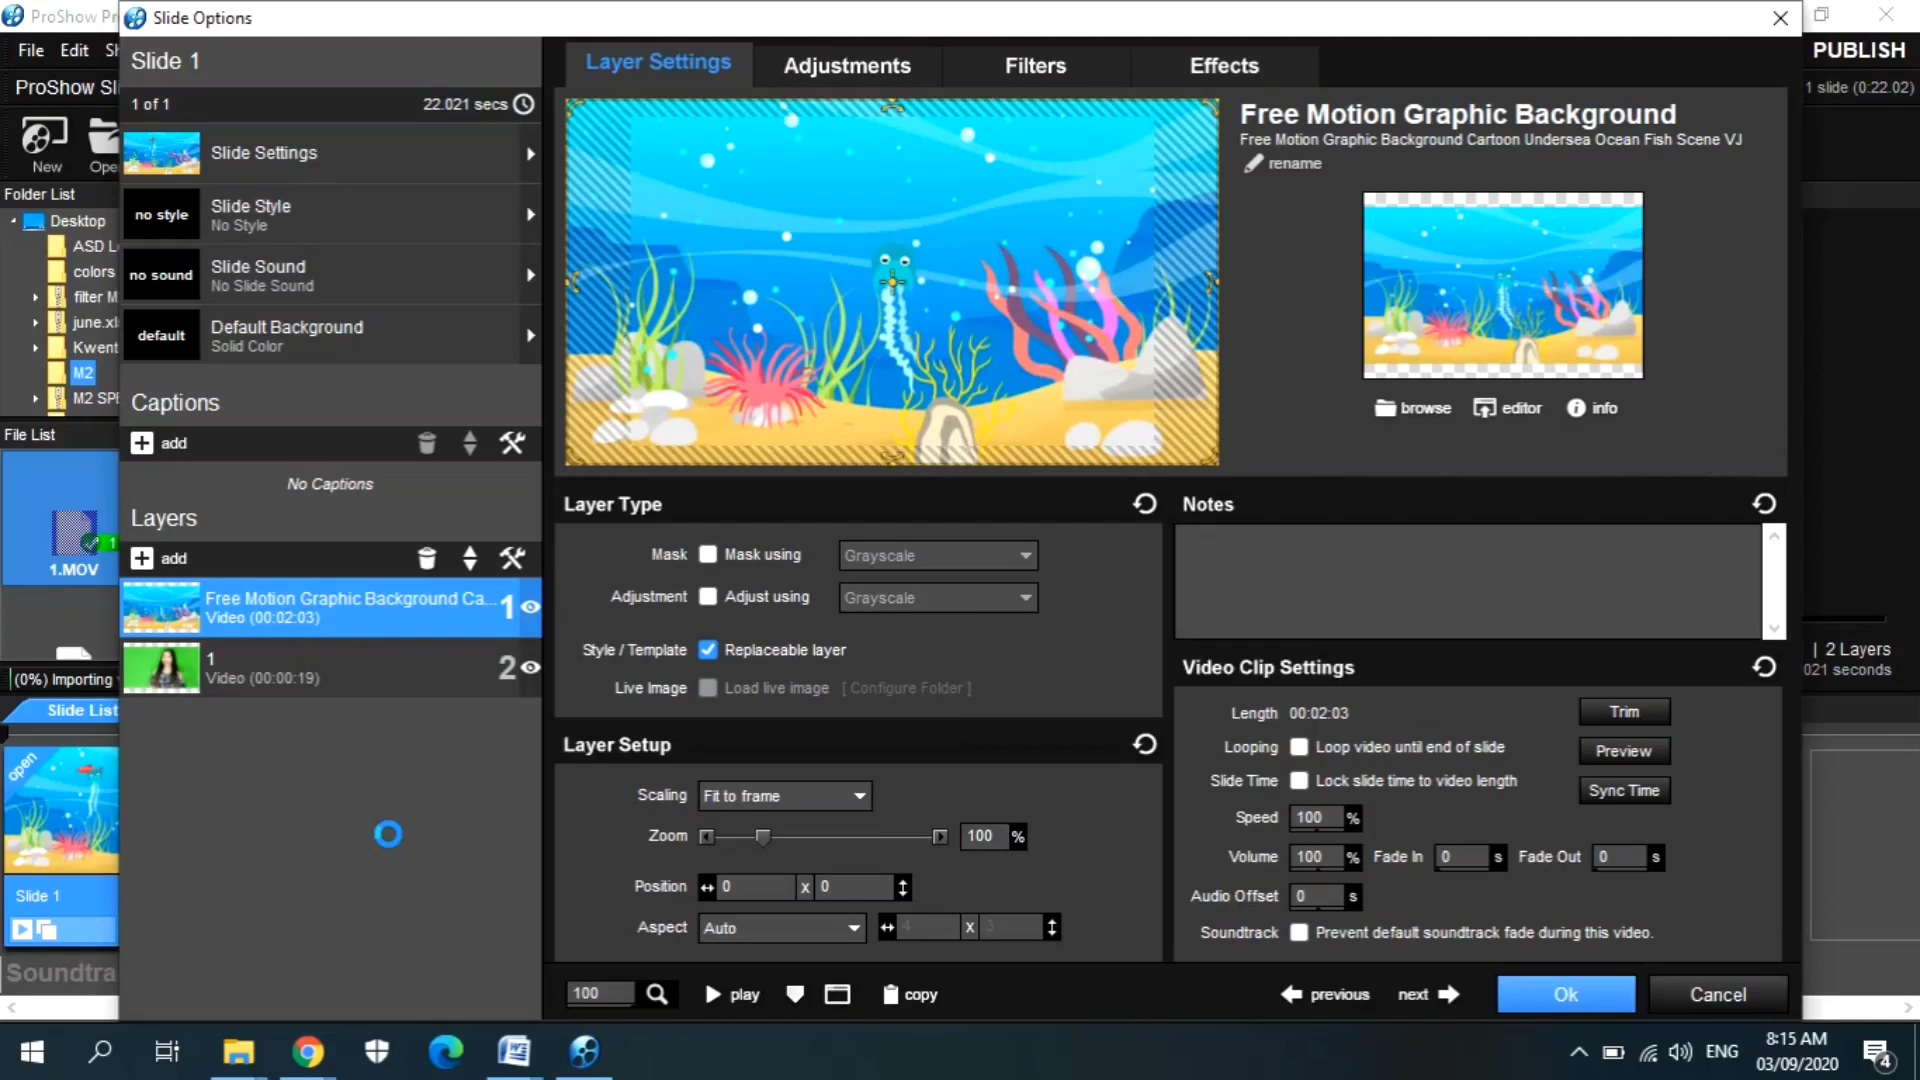 ProShow Pr
Slide Options
File Edit Sh
PUBLISH
ProShow Sli
1 slide (0:22.02)
New
Ope
Folder List
Desktop
ASD L
colors
filter M
june.xl
Kwent
M2
M2 SPE
File List
1
1.MOV
(0%) Importing
Slide List
open
Slide 1
Soundtra
Slide 1
1 of 1
22.021 secs
Slide Settings
no style
Slide Style
No Style
no sound
Slide Sound
No Slide Sound
default
Default Background
Solid Color
Captions
add
No Captions
Layers
add
Free Motion Graphic Background Ca...
Video (00:02:03)
1
1
Video (00:00:19)
2
Layer Settings
Adjustments
Filters
Effects
Free Motion Graphic Background
Free Motion Graphic Background Cartoon Undersea Ocean Fish Scene VJ
rename
browse
editor
info
Layer Type
Mask Mask using Grayscale
Adjustment Adjust using Grayscale
Style / Template Replaceable layer
Live Image Load live image [ Configure Folder ]
Layer Setup
Scaling Fit to frame
Zoom 100 %
Position 0 x 0
Aspect Auto 4 x 3
Notes
Video Clip Settings
Length 00:02:03 Trim
Looping Loop video until end of slide Preview
Slide Time Lock slide time to video length Sync Time
Speed 100 %
Volume 100 % Fade In 0 s Fade Out 0 s
Audio Offset 0 s
Soundtrack Prevent default soundtrack fade during this video.
| 2 Layers
021 seconds
100
play
copy
previous
next
Ok
Cancel
ENG
8:15 AM
03/09/2020
4